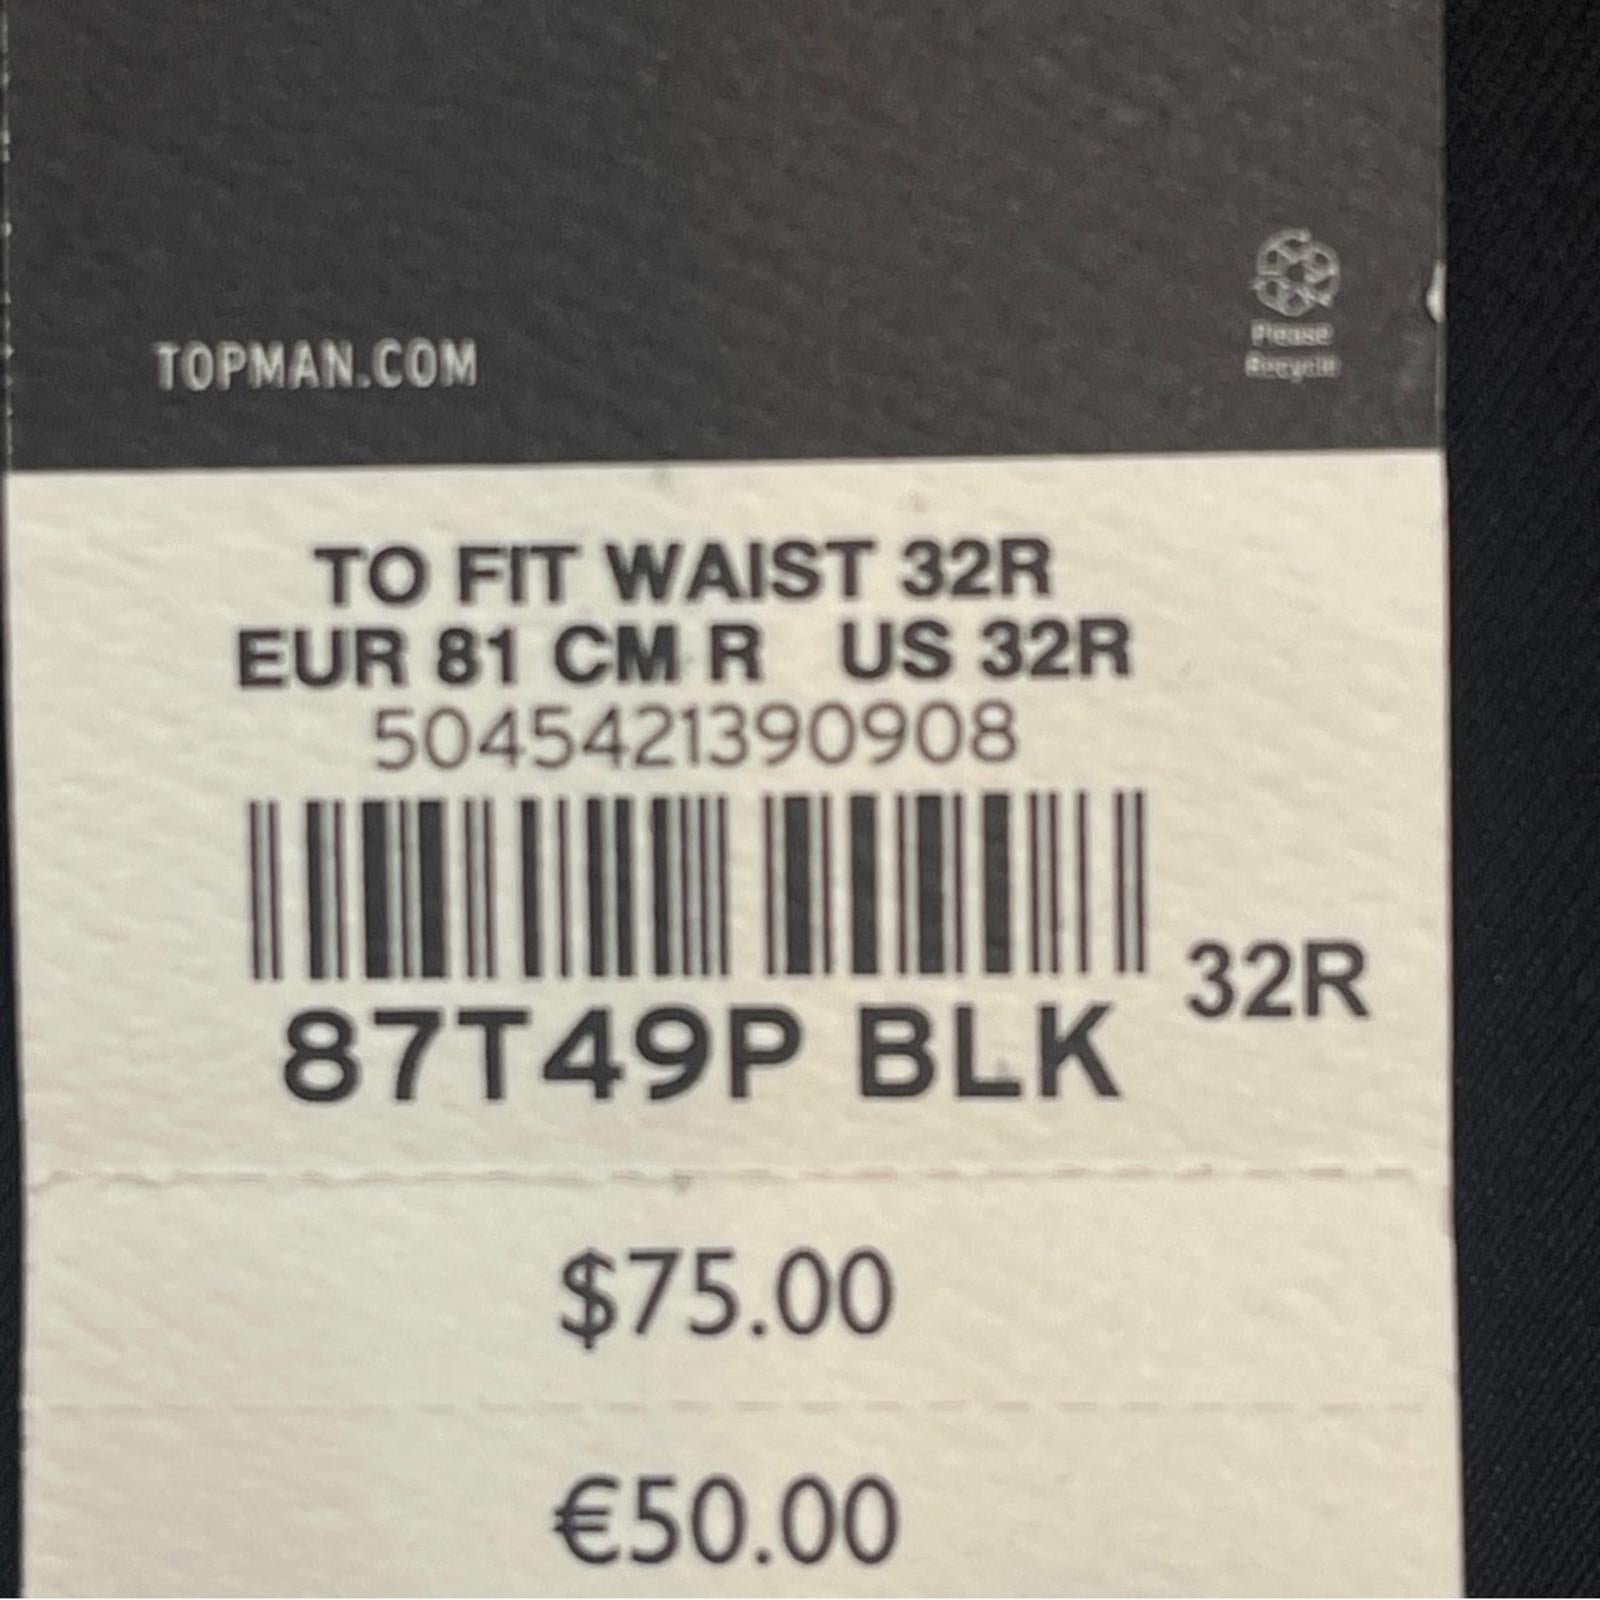 TOPMAN.COM
Please
Recycle
TO FIT WAIST 32R
EUR 81 CM R US 32R
5045421390908
32R
87T49P BLK
$75.00
€50.00